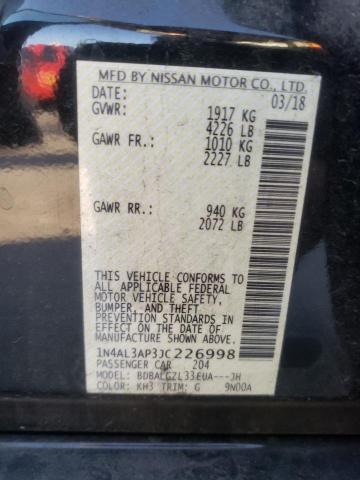 MFD BY NISSAN MOTOR CO., LTD.
DATE: 03/18
GVWR: 1917 KG
4226 LB
GAWR FR.: 1010 KG
2227 LB
GAWR RR.: 940 KG
2072 LB
THIS VEHICLE CONFORMS TO
ALL APPLICABLE FEDERAL
MOTOR VEHICLE SAFETY,
BUMPER, AND THEFT
PREVENTION STANDARDS IN
EFFECT ON THE DATE OF
MANUFACTURE SHOWN ABOVE.
1N4AL3AP3JC226998
PASSENGER CAR 204
MODEL: BDBALGZL33EUA---JH
COLOR: KH3 TRIM: G 9N00A